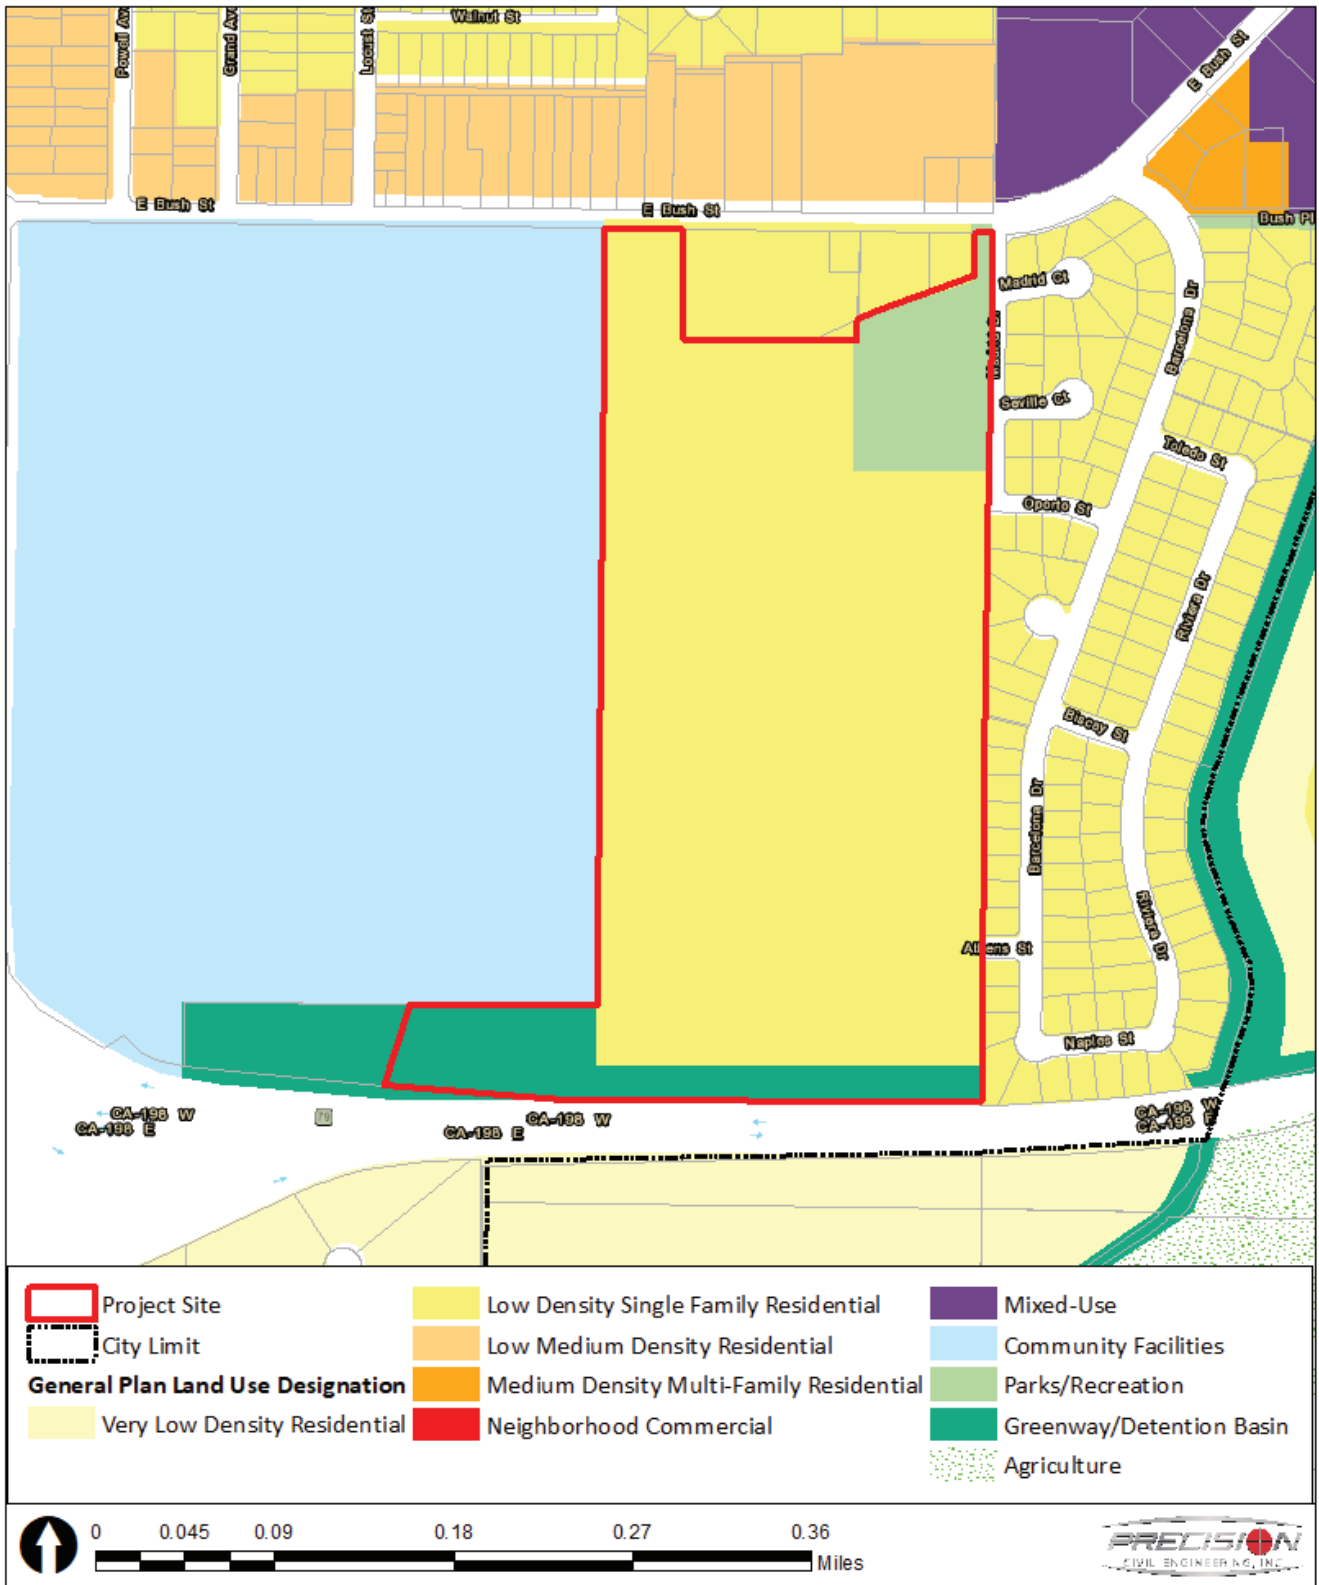 Walnut St
Powell Av
Grand Av
Locust St
E Bush St
E Bush St
E Bush St
Bush Pl
Madrid Ct
Barcelona Dr
Seville Ct
Toledo St
Oporto St
Riviera Dr
Biscay St
Barcelona Dr
Riviera Dr
Athens St
Naples St
CA-198 W
CA-198 E
CA-198 W
CA-198 E
CA-198 W
CA-198 E
Project Site
City Limit
General Plan Land Use Designation
Very Low Density Residential
Low Density Single Family Residential
Low Medium Density Residential
Medium Density Multi-Family Residential
Neighborhood Commercial
Mixed-Use
Community Facilities
Parks/Recreation
Greenway/Detention Basin
Agriculture
0 0.045 0.09 0.18 0.27 0.36
Miles
PRECISION
CIVIL ENGINEERING, INC.